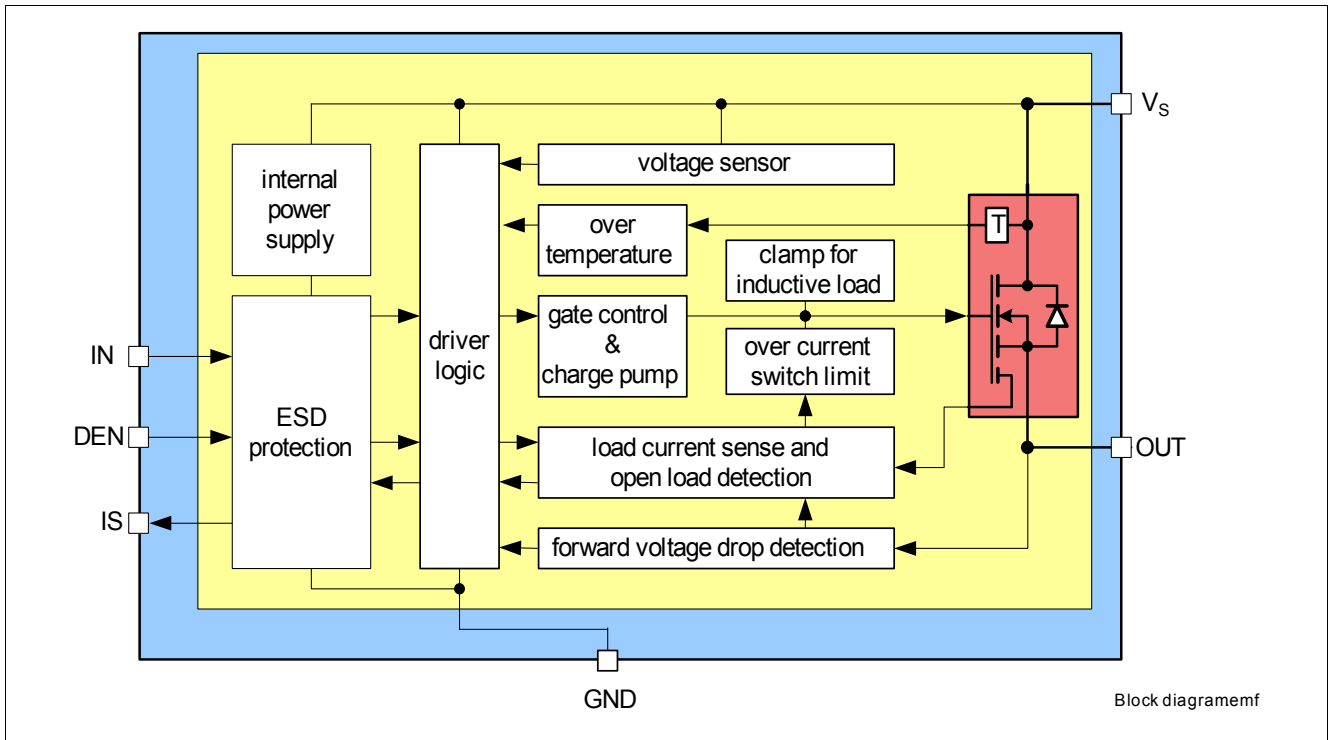 VS
internal
power
supply
voltage sensor
T
over
temperature
clamp for
inductive load
IN
ESD
protection
driver
logic
gate control
&
charge pump
over current
switch limit
DEN
load current sense and
open load detection
OUT
IS
forward voltage drop detection
GND
Block diagramemf